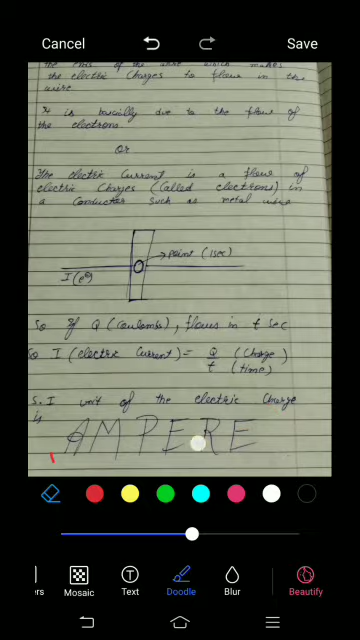 Cancel Save
the ends of the wire which makes
the electric Charges to flow in the
wire
It is basically due to the flow of
the electrons
Or
The electric Current is a flow of
electric Charges (Called electrons) in
a Conductor such as metal wire
point (1sec)
I (e⁻)
So if Q (Coulombs), flows in t sec
So I (electric Current) = Q/t (Charge) (time)
S.I unit of the electric Charge
is
AMPERE
ers Mosaic Text Doodle Blur Beautify